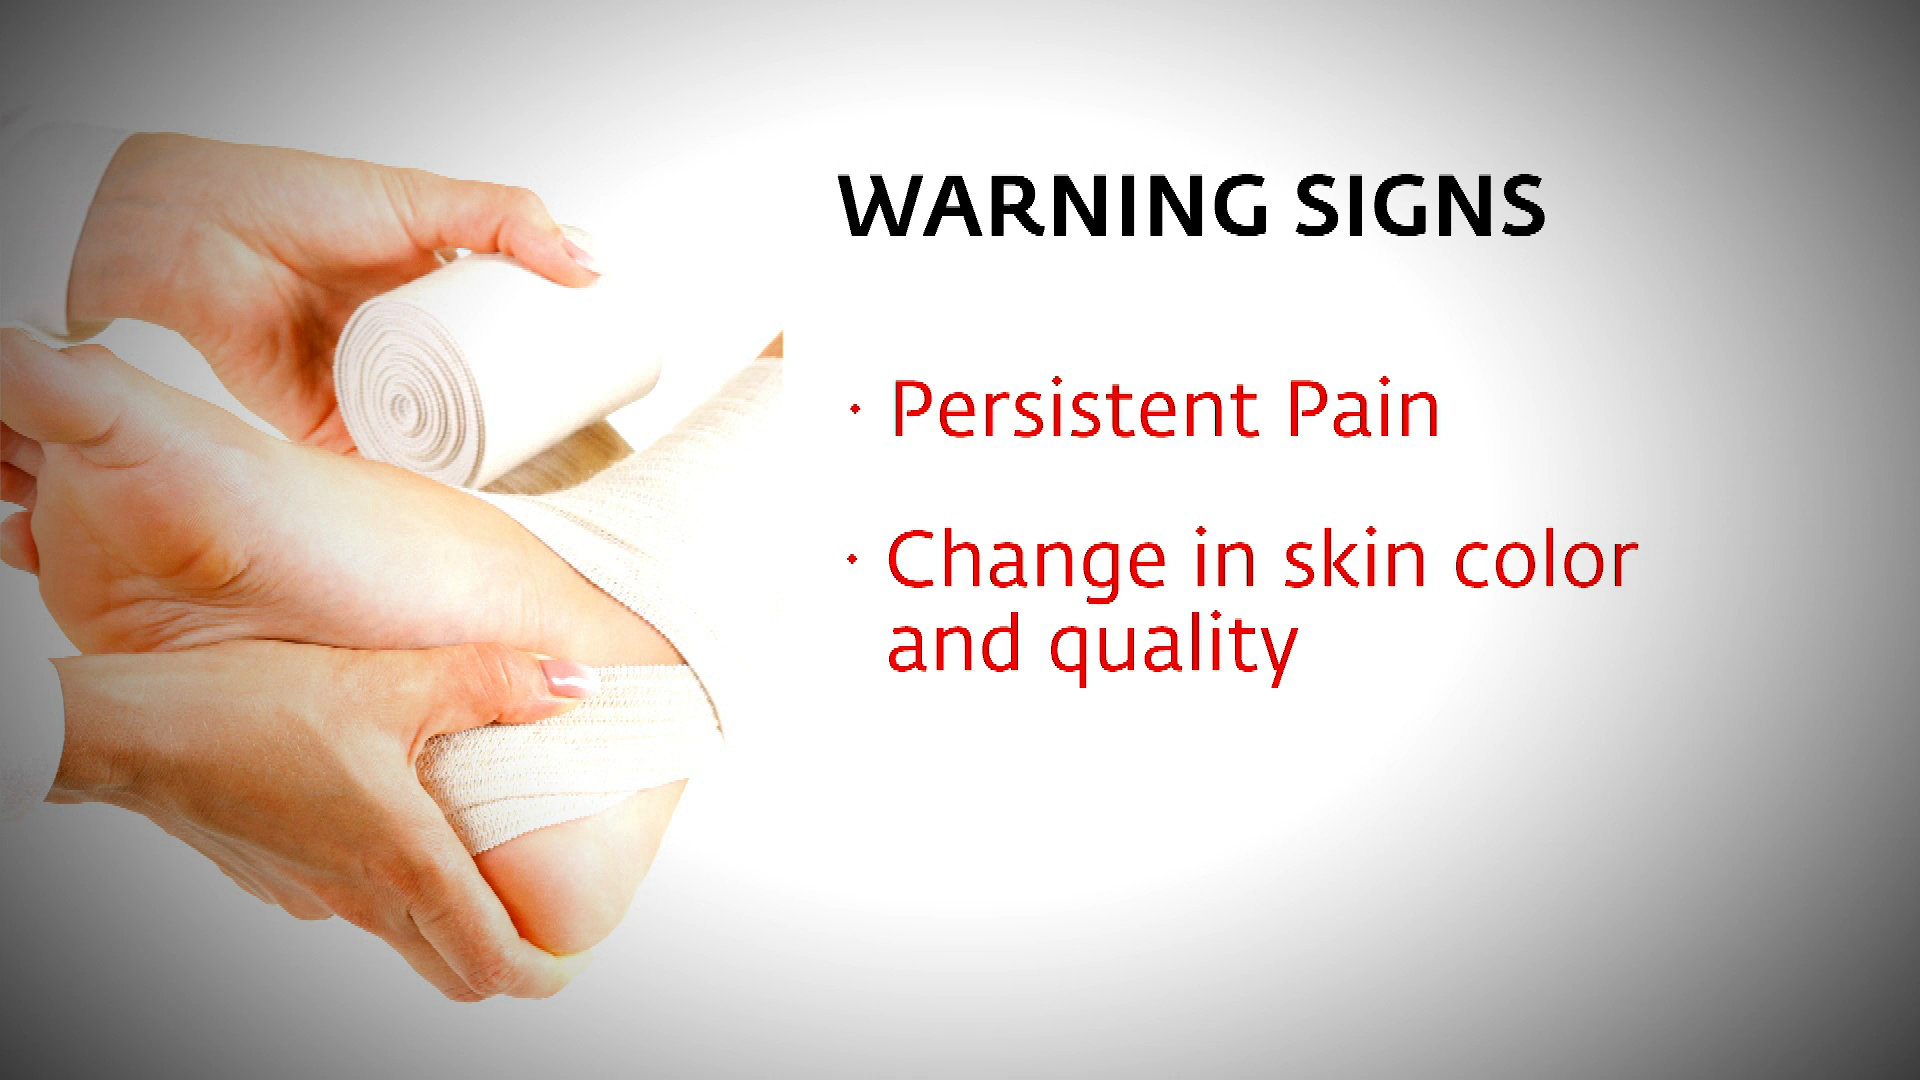 WARNING SIGNS
· Persistent Pain
· Change in skin color
and quality